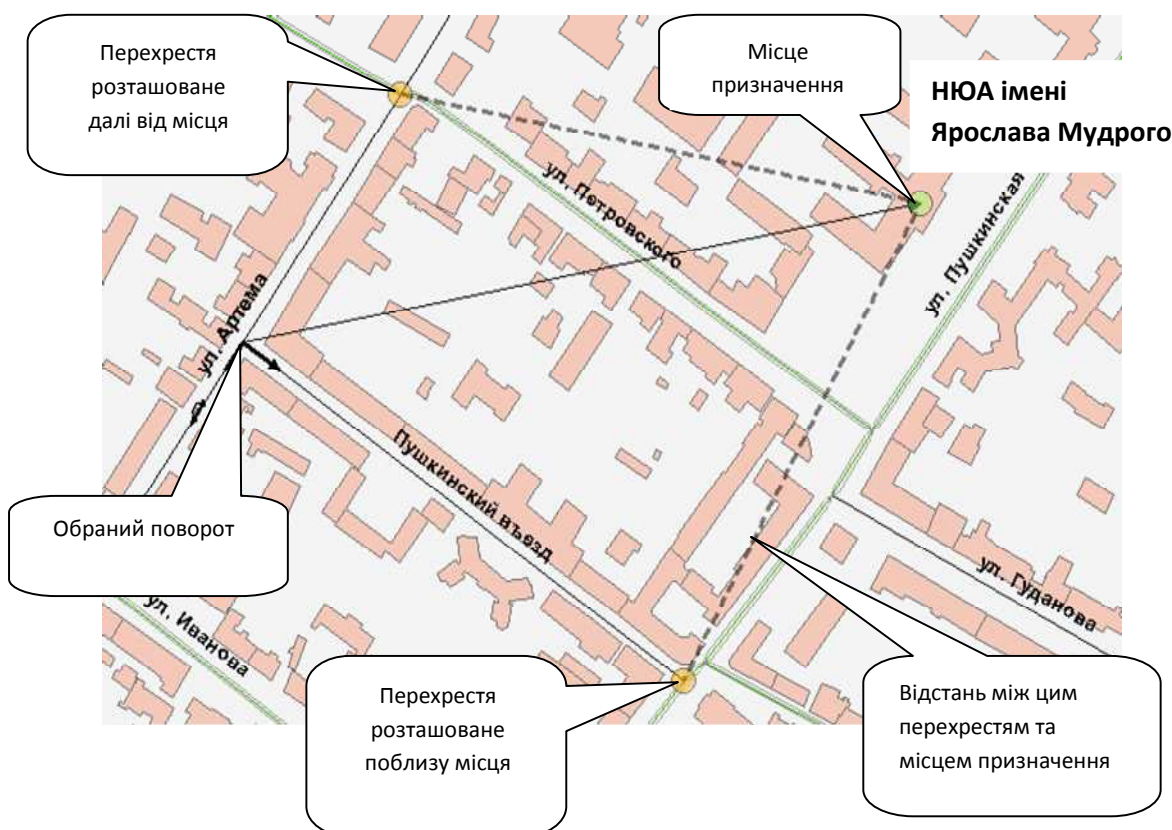 Перехрестя
розташоване
далі від місця
Місце
призначення
НЮА імені
Ярослава Мудрого
ул. Петровского
ул. Пушкинская
ул. Артема
Обраний поворот
Пушкинский въезд
ул. Гуданова
ул. Иванова
Перехрестя
розташоване
поблизу місця
Відстань між цим
перехрестям та
місцем призначення